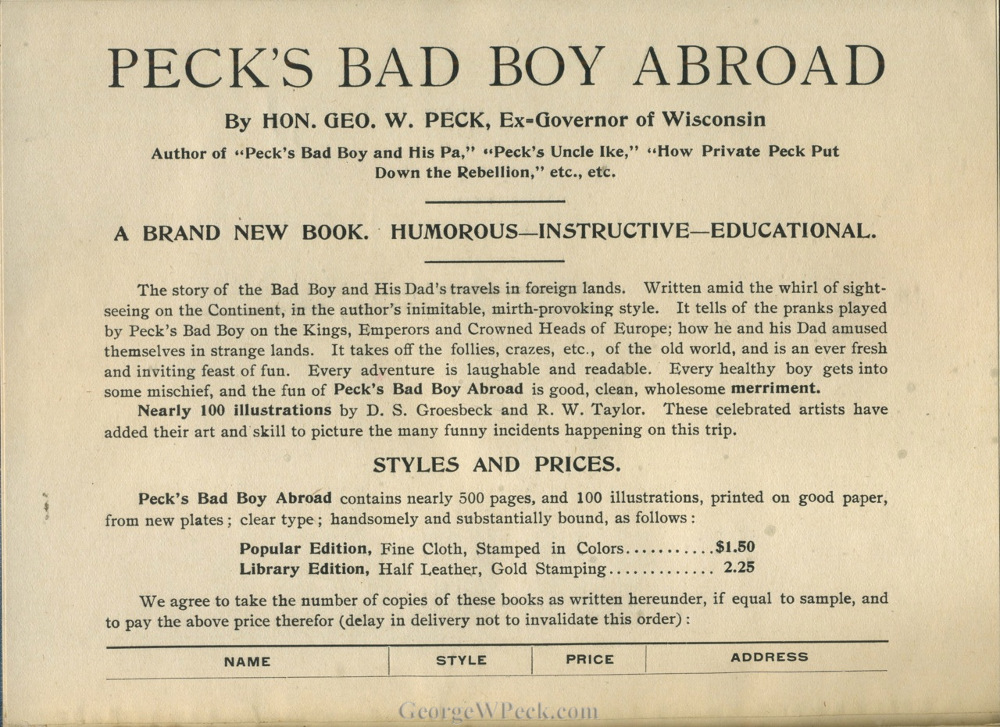 PECK'S BAD BOY ABROAD
By HON. GEO. W. PECK, Ex-Governor of Wisconsin
Author of "Peck's Bad Boy and His Pa," "Peck's Uncle Ike," "How Private Peck Put
Down the Rebellion," etc., etc.
A BRAND NEW BOOK. HUMOROUS—INSTRUCTIVE—EDUCATIONAL.
The story of the Bad Boy and His Dad's travels in foreign lands. Written amid the whirl of sight-
seeing on the Continent, in the author's inimitable, mirth-provoking style. It tells of the pranks played
by Peck's Bad Boy on the Kings, Emperors and Crowned Heads of Europe; how he and his Dad amused
themselves in strange lands. It takes off the follies, crazes, etc., of the old world, and is an ever fresh
and inviting feast of fun. Every adventure is laughable and readable. Every healthy boy gets into
some mischief, and the fun of Peck's Bad Boy Abroad is good, clean, wholesome merriment.
Nearly 100 illustrations by D. S. Groesbeck and R. W. Taylor. These celebrated artists have
added their art and skill to picture the many funny incidents happening on this trip.
STYLES AND PRICES.
Peck's Bad Boy Abroad contains nearly 500 pages, and 100 illustrations, printed on good paper,
from new plates; clear type; handsomely and substantially bound, as follows:
Popular Edition, Fine Cloth, Stamped in Colors...........$1.50
Library Edition, Half Leather, Gold Stamping............. 2.25
We agree to take the number of copies of these books as written hereunder, if equal to sample, and
to pay the above price therefor (delay in delivery not to invalidate this order):
NAME STYLE PRICE ADDRESS
GeorgeWPeck.com